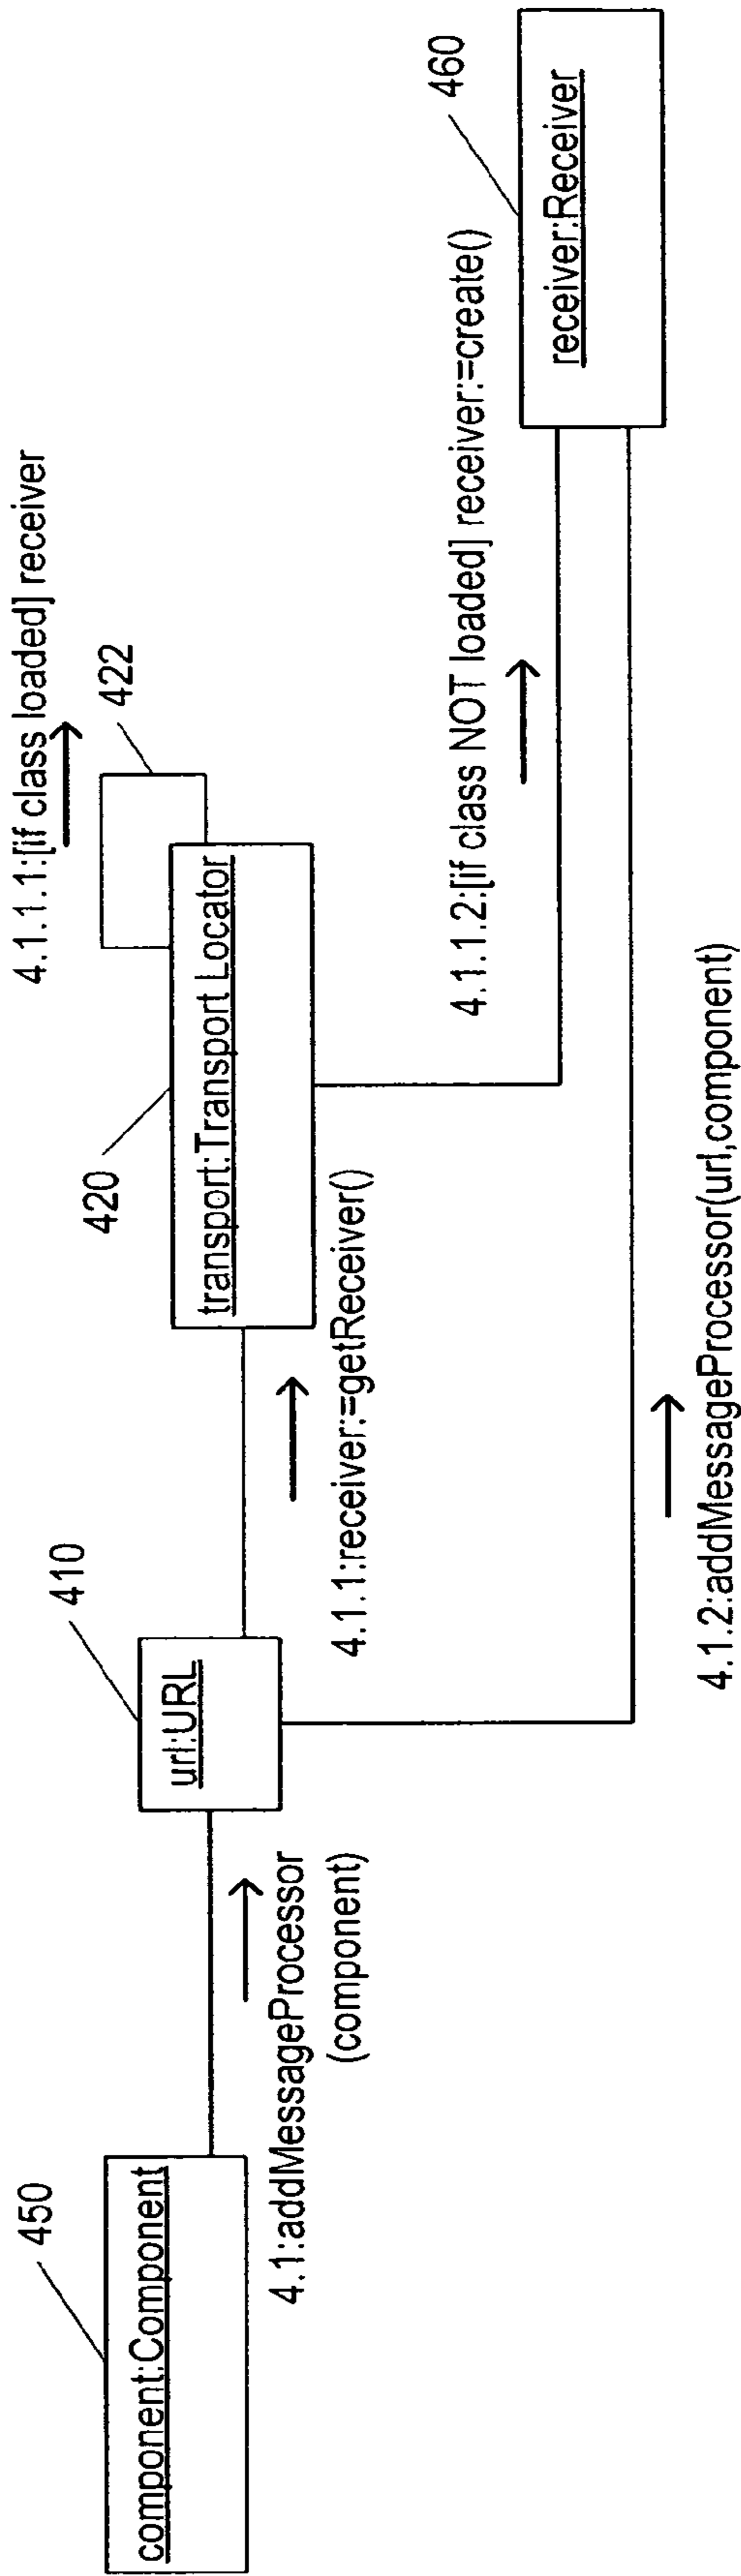 450
component:Component
4.1:addMessageProcessor
(component)
410
url:URL
4.1.1:receiver:=getReceiver()
420
transport:Transport Locator
422
4.1.1.1:[if class loaded] receiver
4.1.1.2:[if class NOT loaded] receiver:=create()
4.1.2:addMessageProcessor(url,component)
460
receiver:Receiver